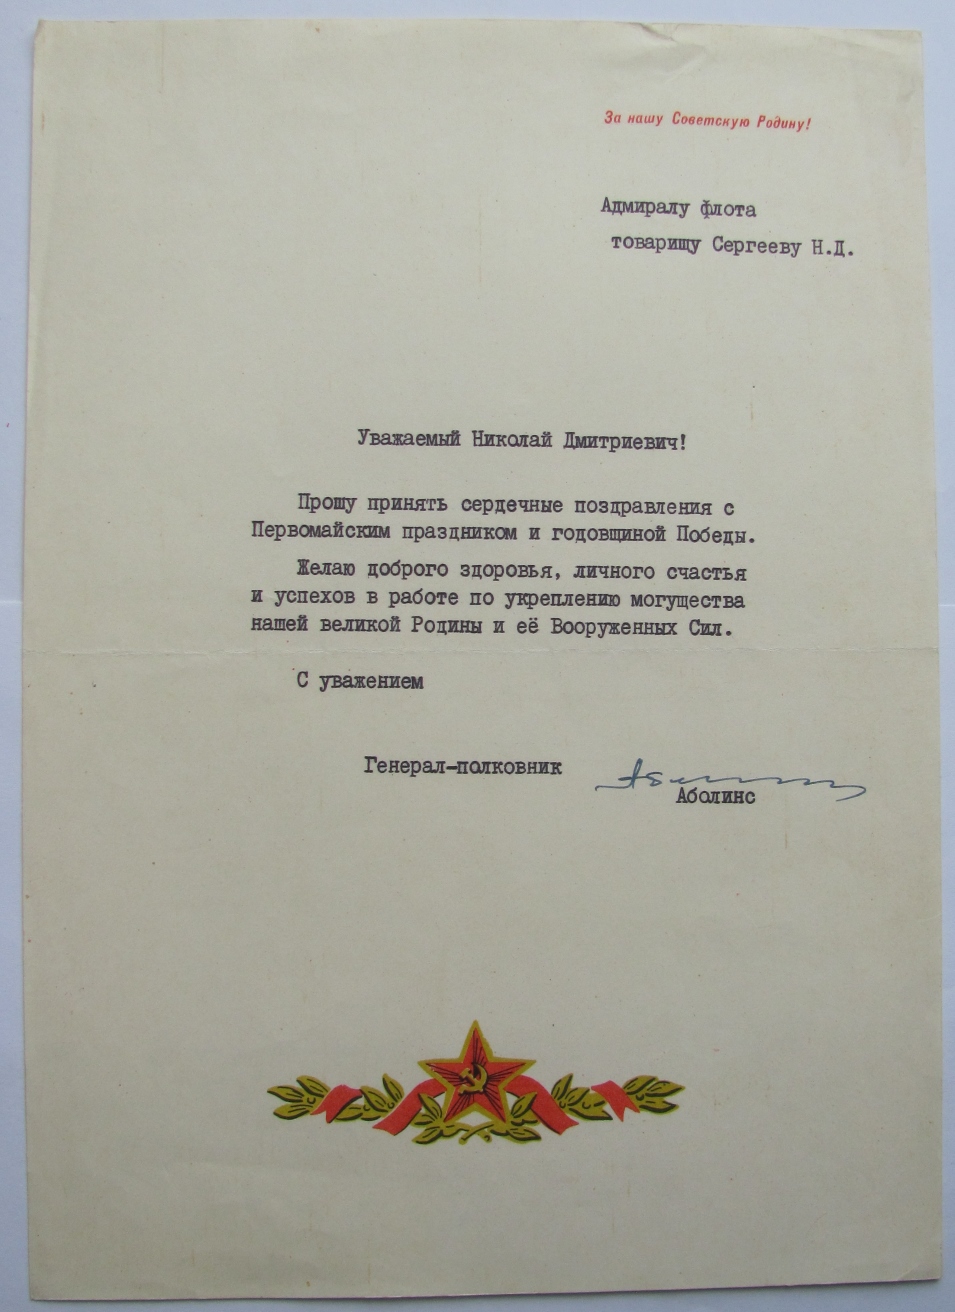 За нашу Советскую Родину!
Адмиралу флота
товарищу Сергееву Н.Д.
Уважаемый Николай Дмитриевич!
Прошу принять сердечные поздравления с
Первомайским праздником и годовщиной Победы.
Желаю доброго здоровья, личного счастья
и успехов в работе по укреплению могущества
нашей великой Родины и её Вооруженных Сил.
С уважением
Генерал-полковник
Аболинс